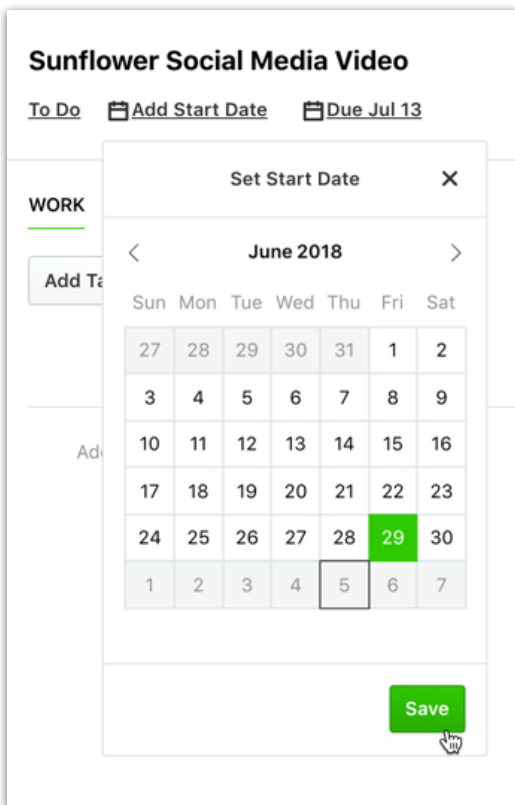 Sunflower Social Media Video
To Do Add Start Date Due Jul 13
Set Start Date
WORK
June 2018
Add Ta
Sun Mon Tue Wed Thu Fri Sat
27 28 29 30 31 1 2
3 4 5 6 7 8 9
Ad
10 11 12 13 14 15 16
17 18 19 20 21 22 23
24 25 26 27 28 29 30
1 2 3 4 5 6 7
Save